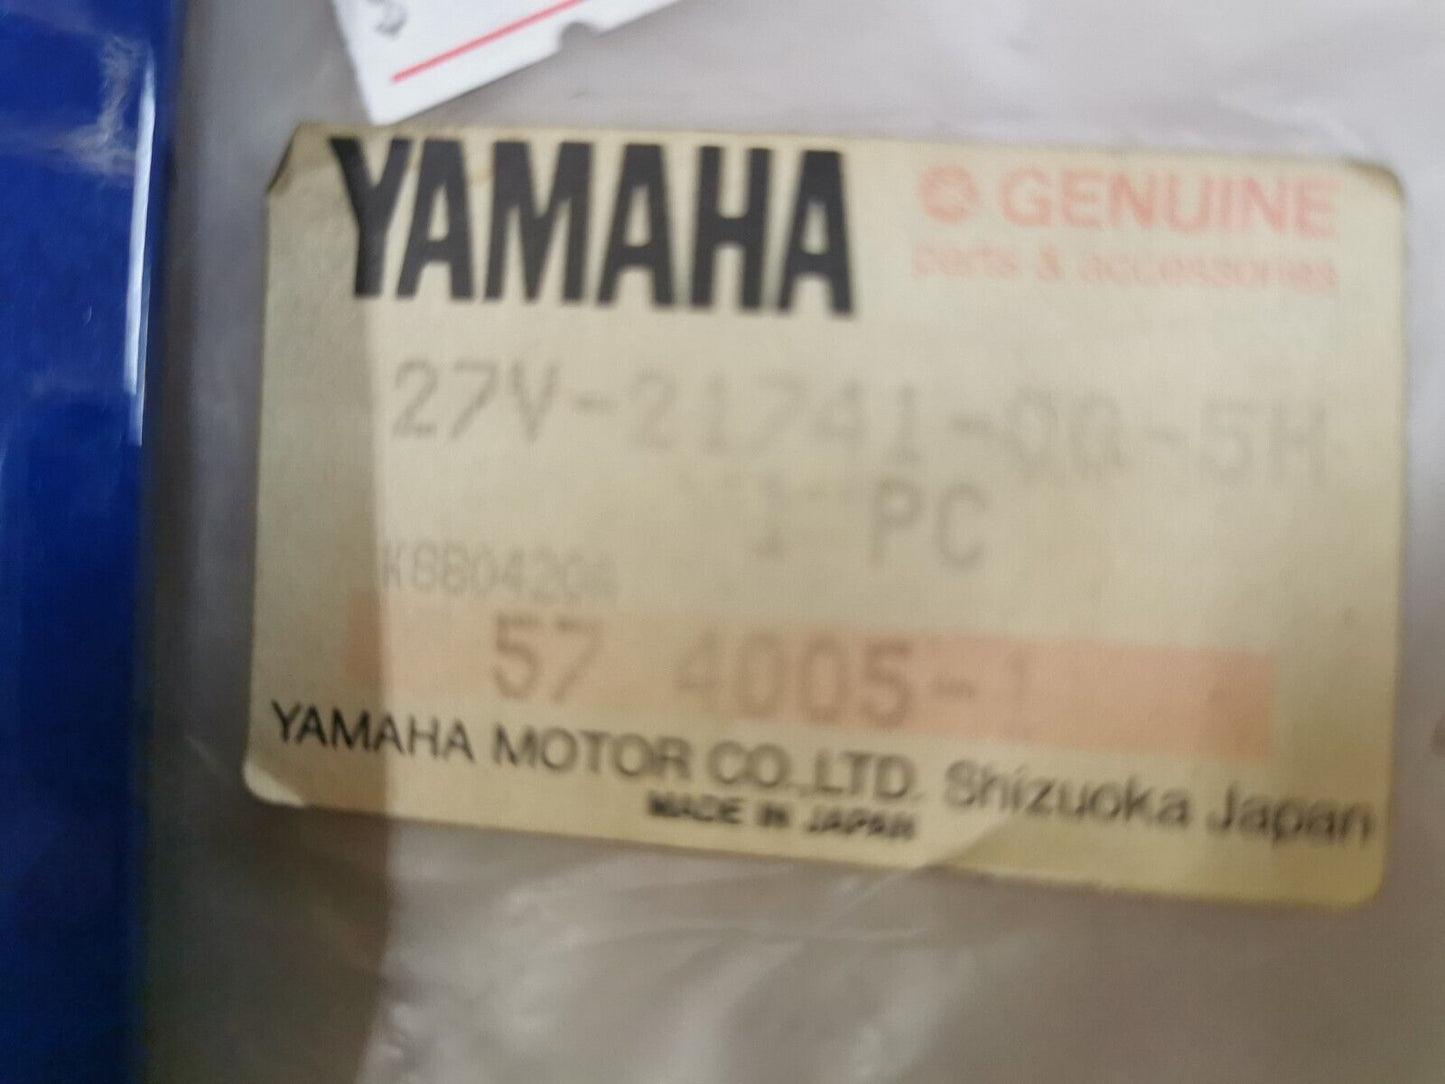 YAMAHA
GENUINE
parts & accessories
27V-21741-00-5H
1 PC
57 4005-1
YAMAHA MOTOR CO.,LTD. Shizuoka Japan
MADE IN JAPAN